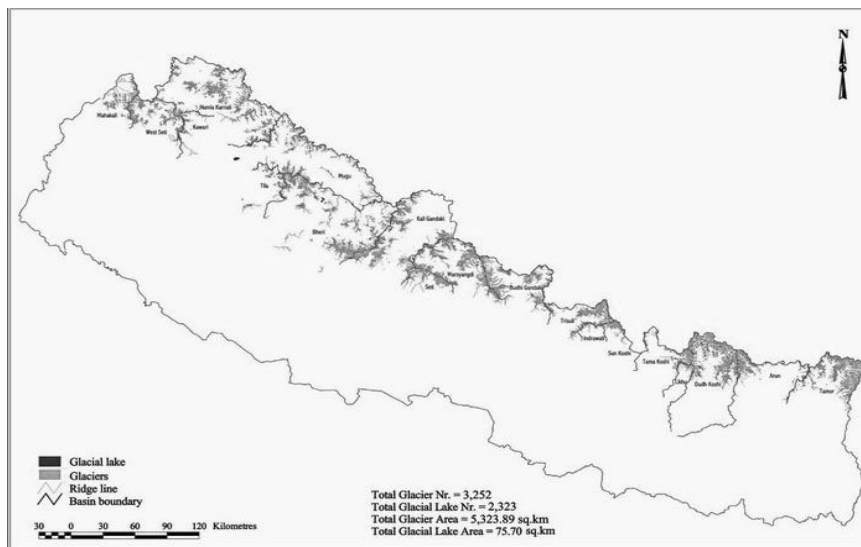 N
Humla Karnali
Mahakali
West Seti
Kawari
Mugu
Tila
Bheri
Kali Gandaki
Marsyangdi
Seti
Budhi Gandaki
Trisuli
Indrawati
Sun Koshi
Tama Koshi
Likhu
Dudh Koshi
Arun
Tamor
Glacial lake
Glaciers
Ridge line
Basin boundary
30 0 30 60 90 120 Kilometres
Total Glacier Nr. = 3,252
Total Glacial Lake Nr. = 2,323
Total Glacier Area = 5,323.89 sq.km
Total Glacial Lake Area = 75.70 sq.km